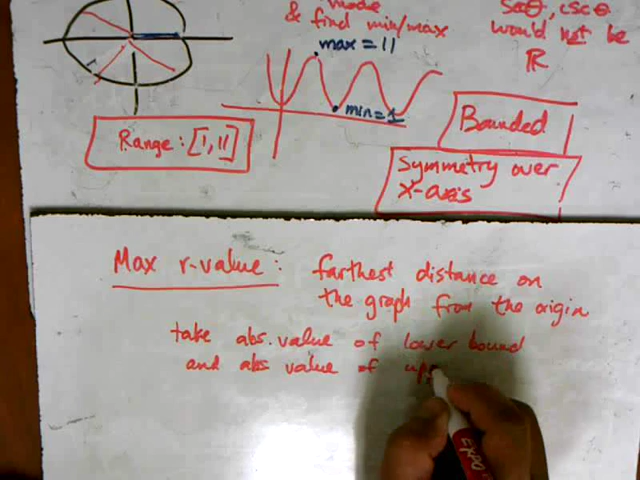 mode
& find min/max
secθ, cscθ
would not be
ℝ
max = 11
min = 1
Bounded
Range: [1, 11]
Symmetry over
x-axis
Max r-value: farthest distance on
the graph from the origin
take abs. value of lower bound
and abs value of upp
EXPO